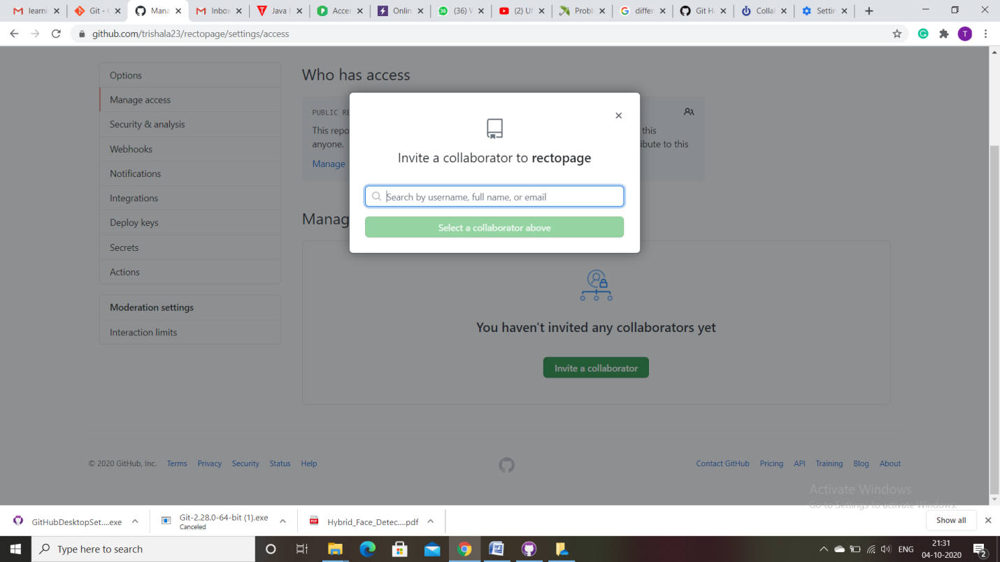 learni
Git - (
Mana
Inbox
Java I
Accer
Onlin
(36) V
(2) Uf
Probl
differ
Git H
Collal
Settin
github.com/trishala23/rectopage/settings/access
T
Options
Manage access
Security & analysis
Webhooks
Notifications
Integrations
Deploy keys
Secrets
Actions
Moderation settings
Interaction limits
Who has access
PUBLIC RE
This repo
this
anyone.
ibute to this
Manage
Invite a collaborator to rectopage
Search by username, full name, or email
Select a collaborator above
Manag
You haven't invited any collaborators yet
Invite a collaborator
© 2020 GitHub, Inc. Terms Privacy Security Status Help
Contact GitHub Pricing API Training Blog About
Activate Windows
Go to Settings to activate Windows.
GitHubDesktopSet....exe
Git-2.28.0-64-bit (1).exe
Canceled
Hybrid_Face_Detec....pdf
Show all
Type here to search
ENG
21:31
04-10-2020
2